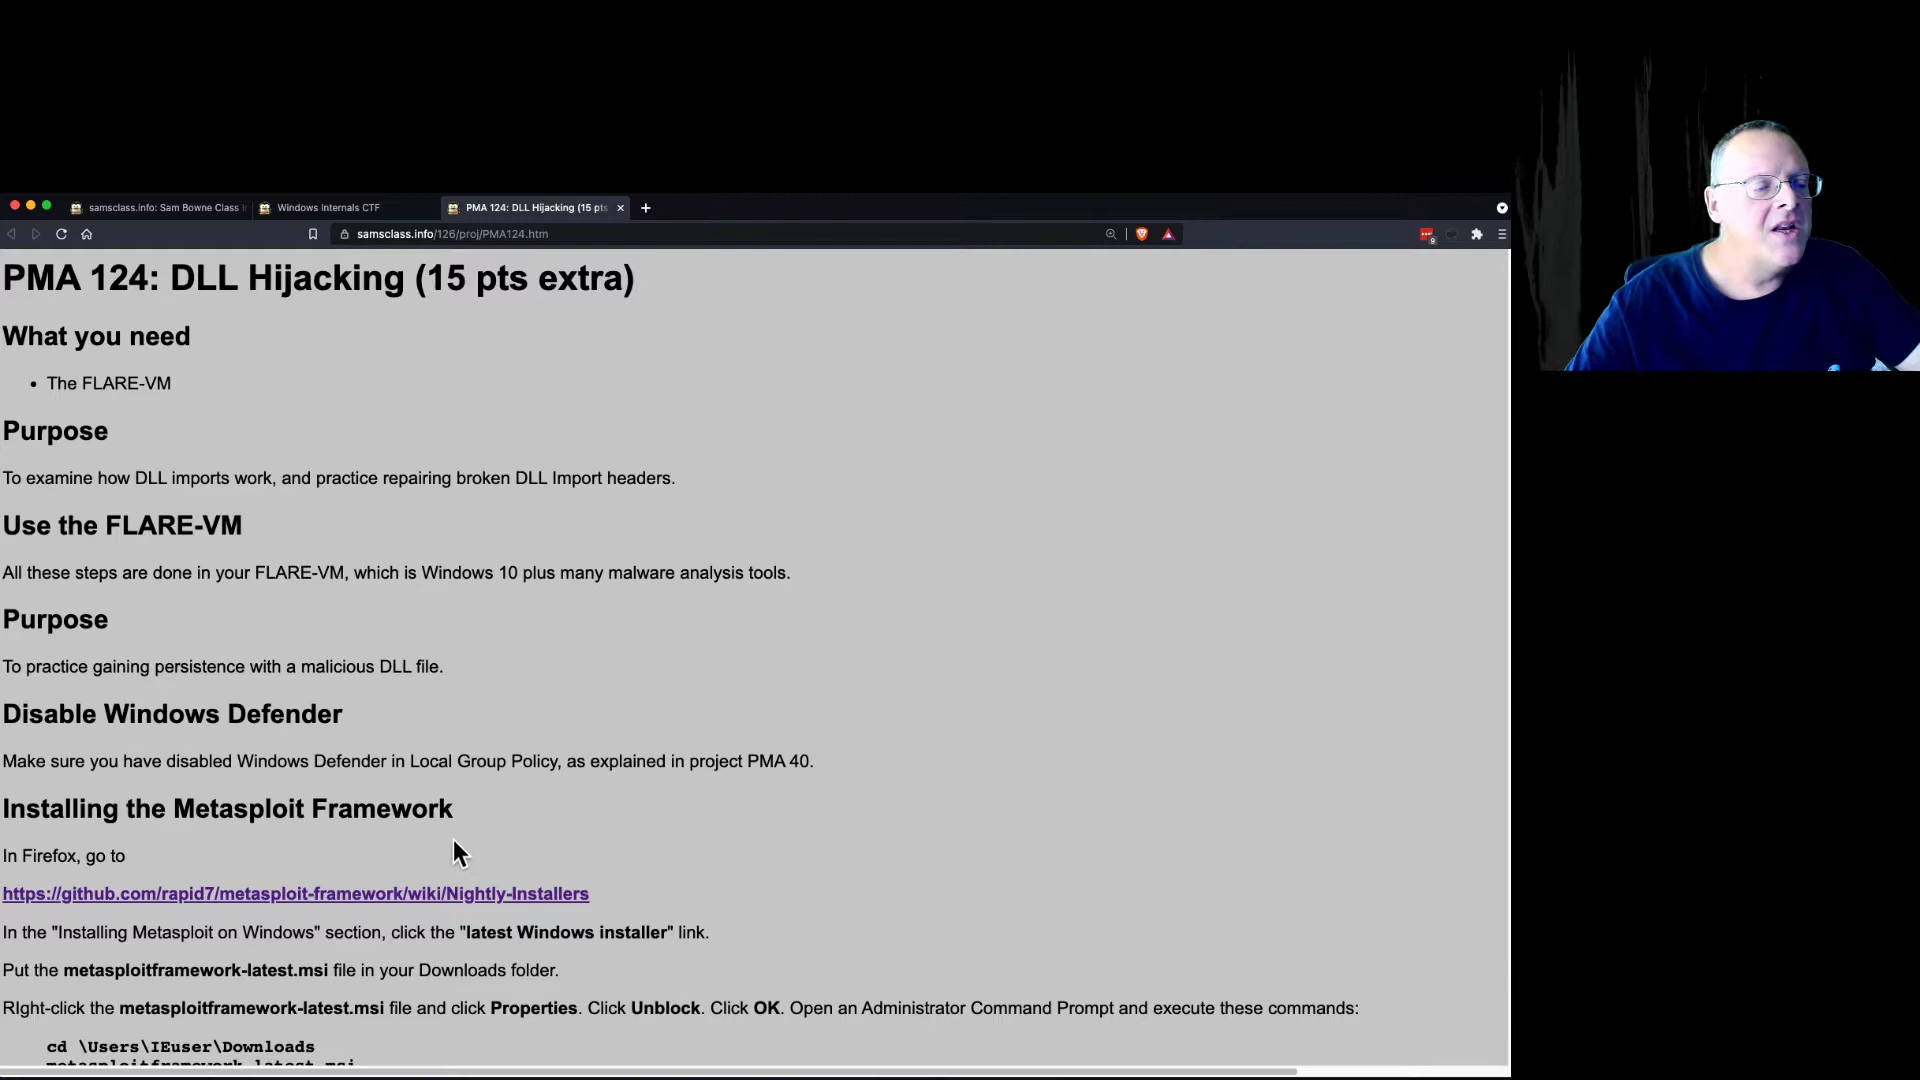 samsclass.info: Sam Bowne Class
Windows Internals CTF
PMA 124: DLL Hijacking (15 pts
samsclass.info/126/proj/PMA124.htm
9
PMA 124: DLL Hijacking (15 pts extra)
What you need
• The FLARE-VM
Purpose
To examine how DLL imports work, and practice repairing broken DLL Import headers.
Use the FLARE-VM
All these steps are done in your FLARE-VM, which is Windows 10 plus many malware analysis tools.
Purpose
To practice gaining persistence with a malicious DLL file.
Disable Windows Defender
Make sure you have disabled Windows Defender in Local Group Policy, as explained in project PMA 40.
Installing the Metasploit Framework
In Firefox, go to
https://github.com/rapid7/metasploit-framework/wiki/Nightly-Installers
In the "Installing Metasploit on Windows" section, click the "latest Windows installer" link.
Put the metasploitframework-latest.msi file in your Downloads folder.
RIght-click the metasploitframework-latest.msi file and click Properties. Click Unblock. Click OK. Open an Administrator Command Prompt and execute these commands:
cd \Users\IEuser\Downloads
metasploitframework-latest.msi